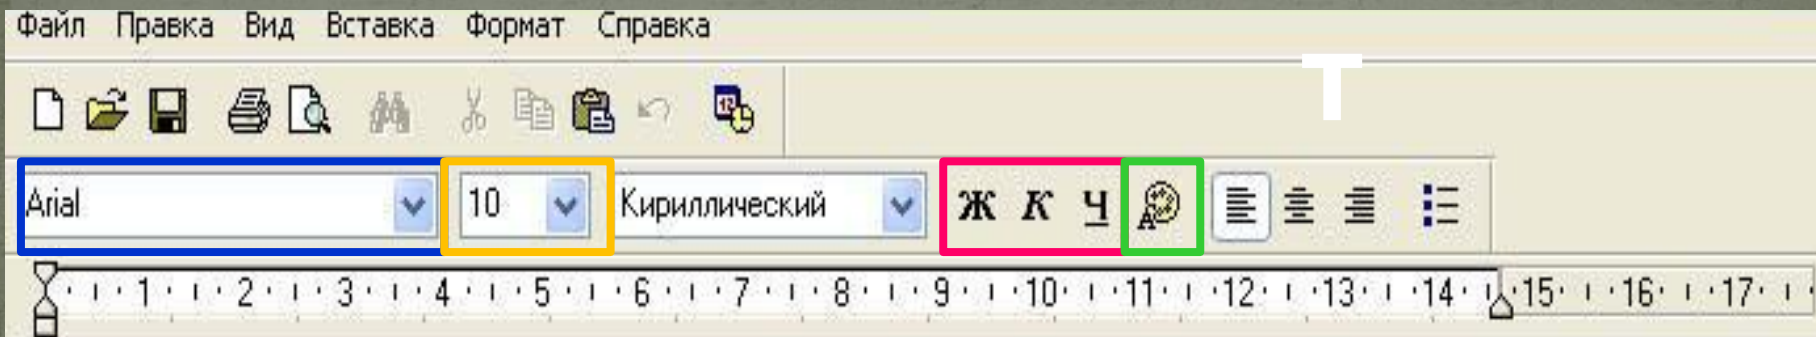 Файл Правка Вид Вставка Формат Справка
Т
12
Arial 10 Кириллический Ж К Ч А
1 2 3 4 5 6 7 8 9 10 11 12 13 14 15 16 17